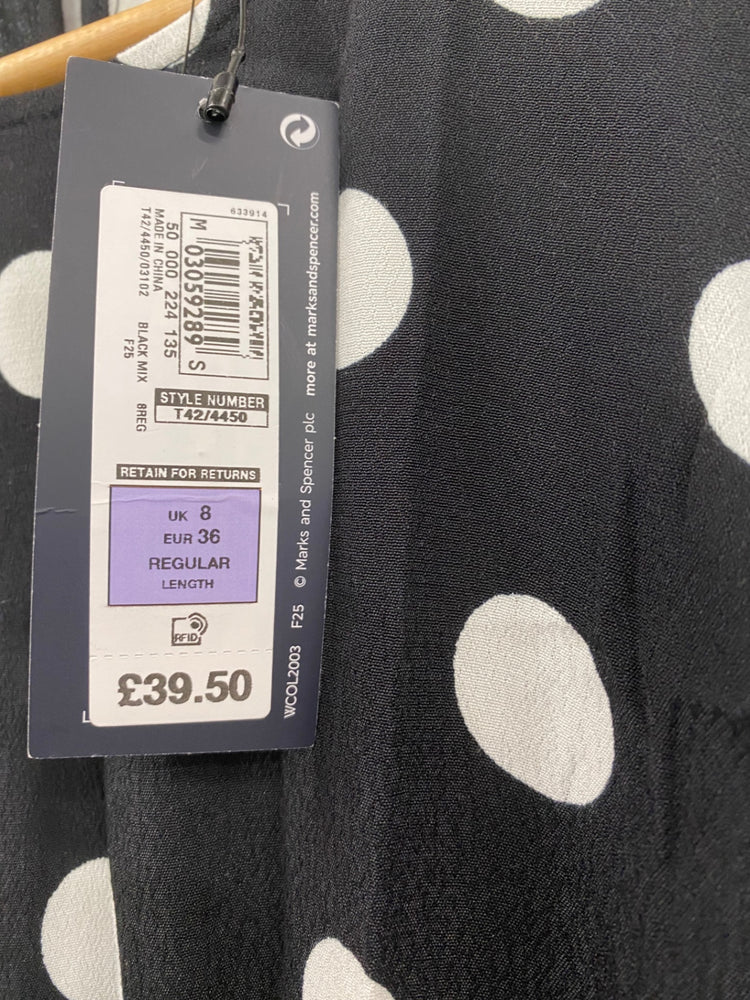 633914
M 03059289 S
50 000 224 135
MADE IN CHINA
T42/4450/03102 BLACK MIX 8REG
F25
STYLE NUMBER
T42/4450
RETAIN FOR RETURNS
UK 8
EUR 36
REGULAR
LENGTH
RFID
£39.50
WCOL2003 F25 © Marks and Spencer plc more at marksandspencer.com